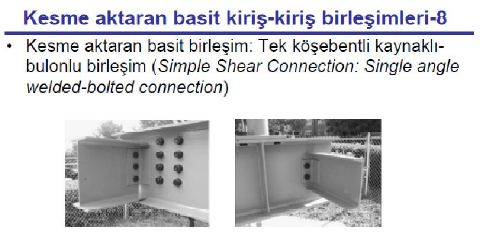 Kesme aktaran basit kiriş-kiriş birleşimleri-8
• Kesme aktaran basit birleşim: Tek köşebentli kaynaklı-
bulonlu birleşim (Simple Shear Connection: Single angle
welded-bolted connection)